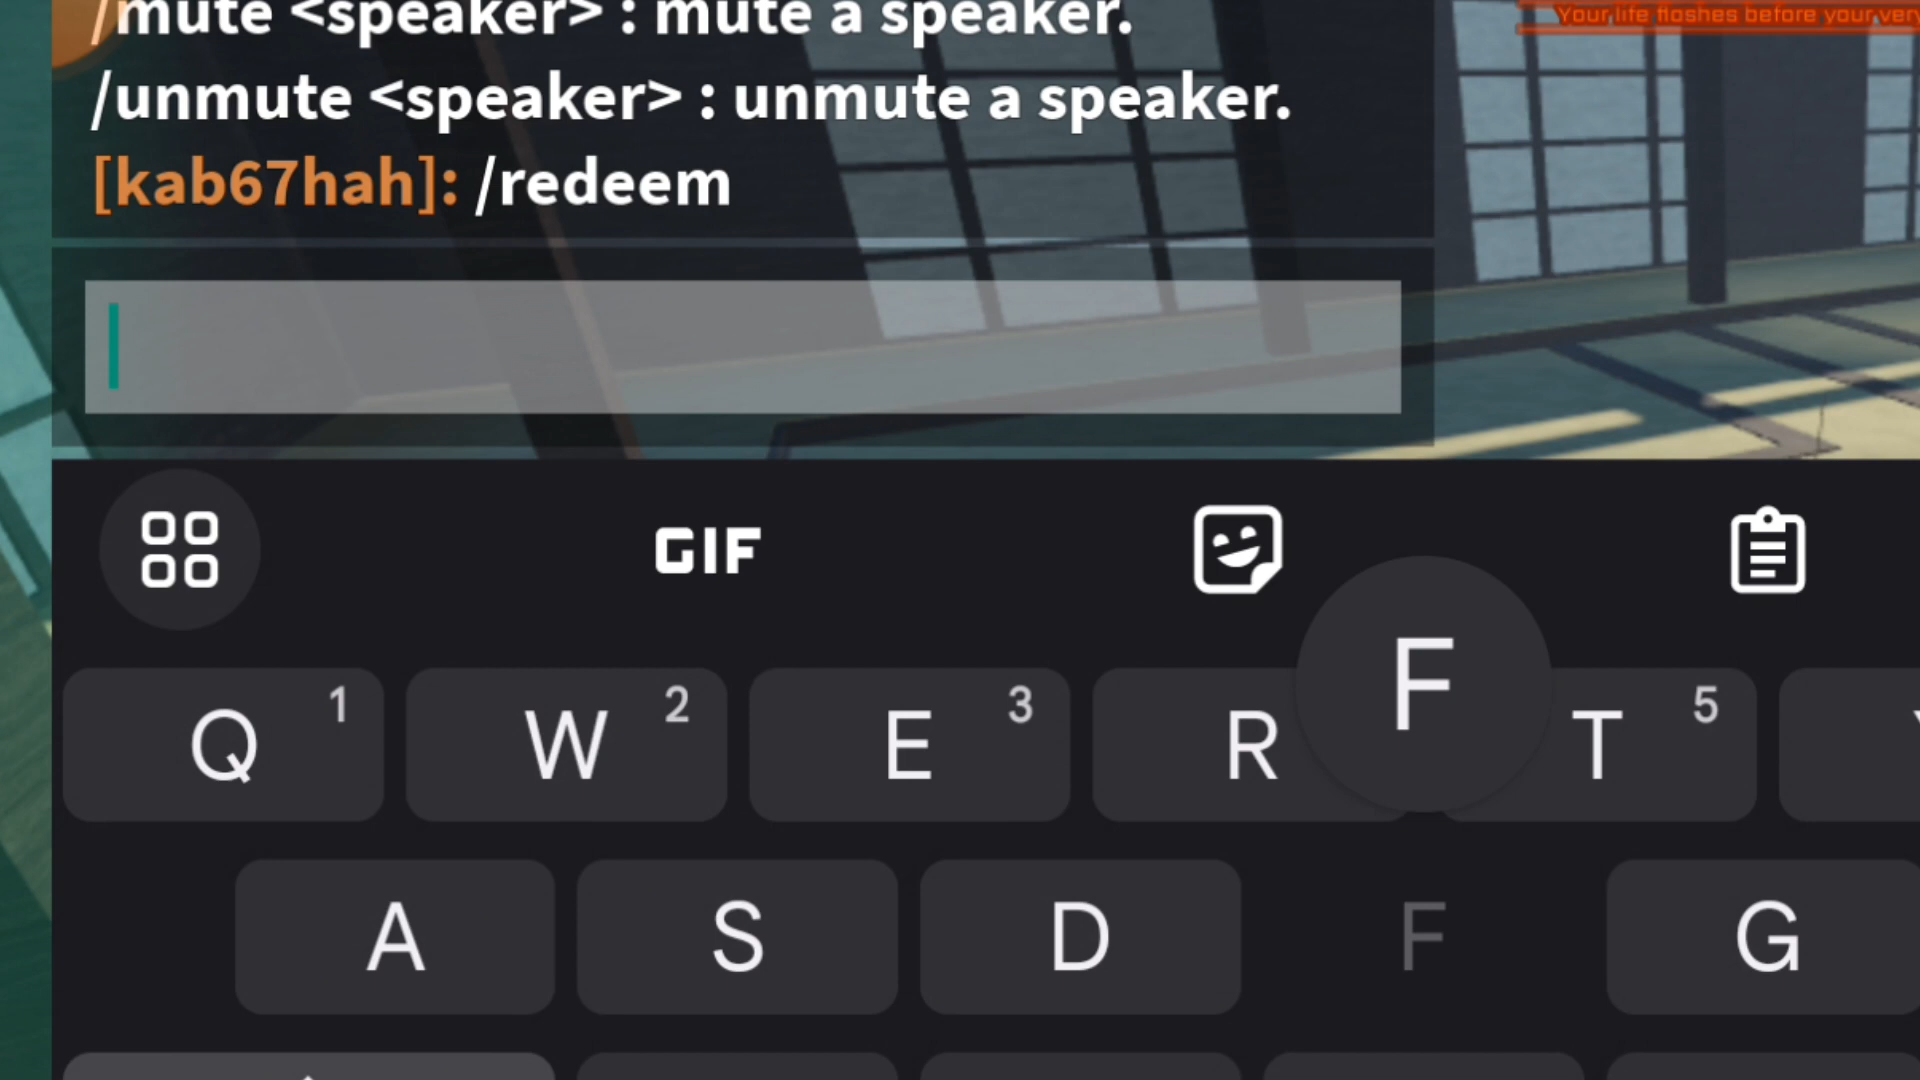 /mute <speaker> : mute a speaker.
Your life flashes before your very
/unmute <speaker> : unmute a speaker.
[kab67hah]: /redeem
GIF
F
Q 1 W 2 E 3 R T 5
A S D F G